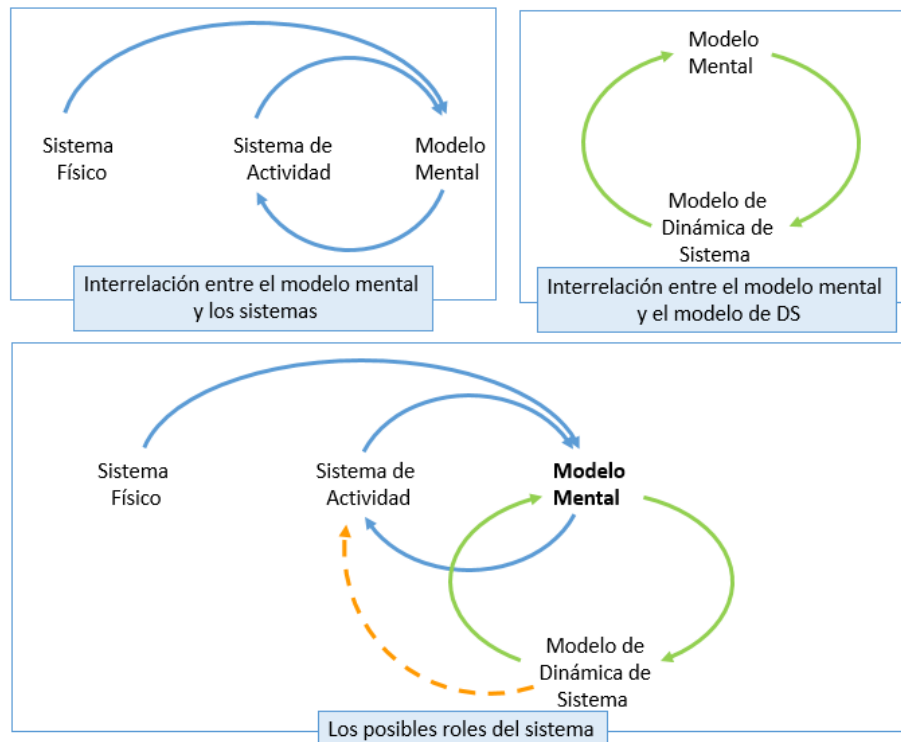 Sistema
Físico
Sistema de
Actividad
Modelo
Mental
Interrelación entre el modelo mental
y los sistemas
Modelo
Mental
Modelo de
Dinámica de
Sistema
Interrelación entre el modelo mental
y el modelo de DS
Sistema
Físico
Sistema de
Actividad
Modelo
Mental
Modelo de
Dinámica de
Sistema
Los posibles roles del sistema